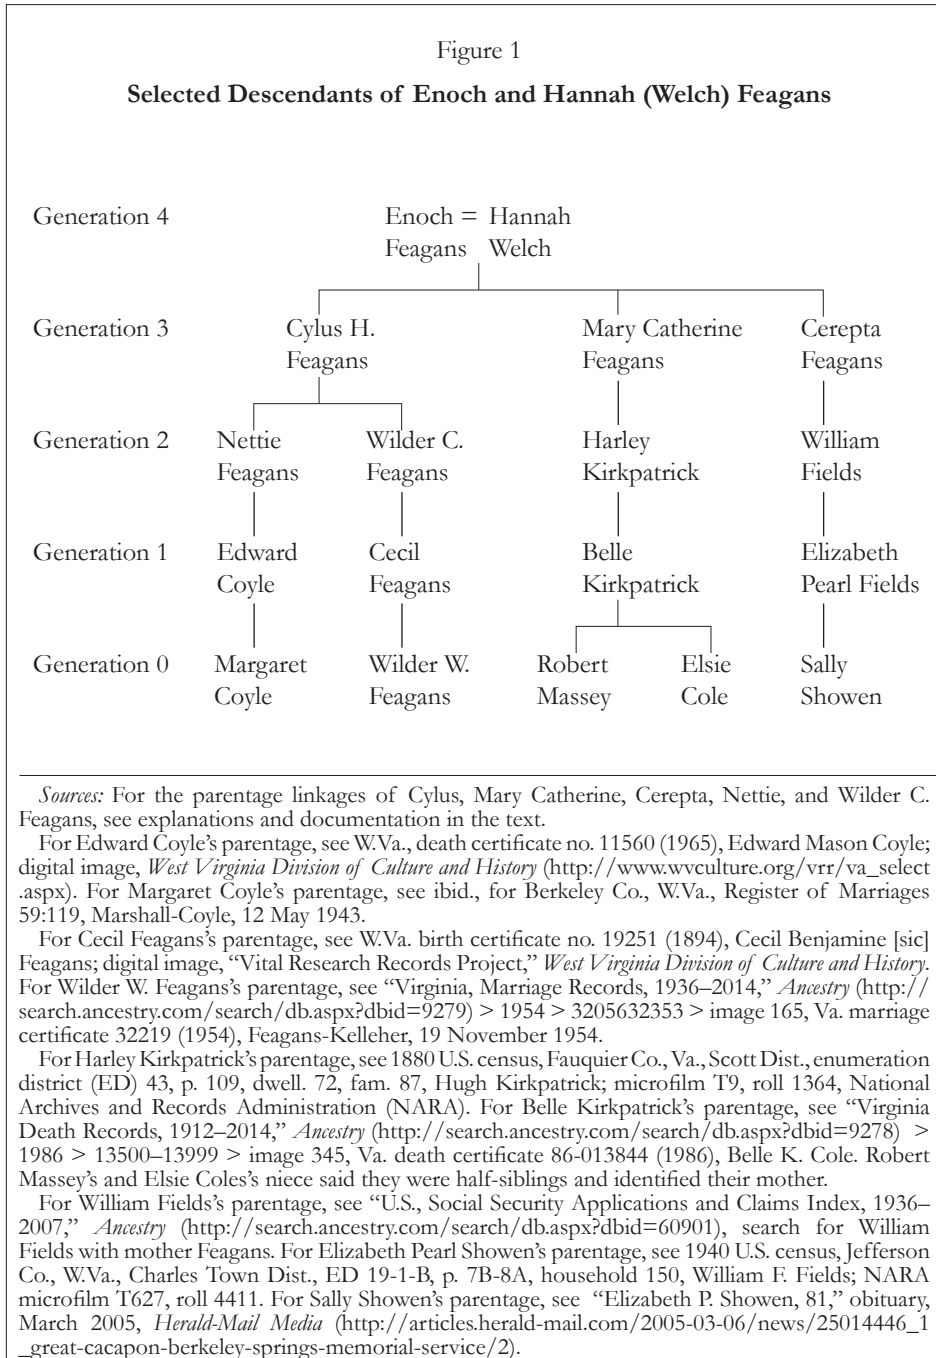 Figure 1
Selected Descendants of Enoch and Hannah (Welch) Feagans
Generation 4 Enoch = Hannah
Feagans Welch
Generation 3 Cylus H. Mary Catherine Cerepta
Feagans Feagans Feagans
Generation 2 Nettie Wilder C. Harley William
Feagans Feagans Kirkpatrick Fields
Generation 1 Edward Cecil Belle Elizabeth
Coyle Feagans Kirkpatrick Pearl Fields
Generation 0 Margaret Wilder W. Robert Elsie Sally
Coyle Feagans Massey Cole Showen
Sources: For the parentage linkages of Cylus, Mary Catherine, Cerepta, Nettie, and Wilder C.
Feagans, see explanations and documentation in the text.
For Edward Coyle's parentage, see W.Va., death certificate no. 11560 (1965), Edward Mason Coyle;
digital image, West Virginia Division of Culture and History (http://www.wvculture.org/vrr/va_select
.aspx). For Margaret Coyle's parentage, see ibid., for Berkeley Co., W.Va., Register of Marriages
59:119, Marshall-Coyle, 12 May 1943.
For Cecil Feagans's parentage, see W.Va. birth certificate no. 19251 (1894), Cecil Benjamine [sic]
Feagans; digital image, “Vital Research Records Project,” West Virginia Division of Culture and History.
For Wilder W. Feagans's parentage, see “Virginia, Marriage Records, 1936–2014,” Ancestry (http://
search.ancestry.com/search/db.aspx?dbid=9279) > 1954 > 3205632353 > image 165, Va. marriage
certificate 32219 (1954), Feagans-Kelleher, 19 November 1954.
For Harley Kirkpatrick's parentage, see 1880 U.S. census, Fauquier Co., Va., Scott Dist., enumeration
district (ED) 43, p. 109, dwell. 72, fam. 87, Hugh Kirkpatrick; microfilm T9, roll 1364, National
Archives and Records Administration (NARA). For Belle Kirkpatrick's parentage, see “Virginia
Death Records, 1912–2014,” Ancestry (http://search.ancestry.com/search/db.aspx?dbid=9278) >
1986 > 13500–13999 > image 345, Va. death certificate 86-013844 (1986), Belle K. Cole. Robert
Massey's and Elsie Coles's niece said they were half-siblings and identified their mother.
For William Fields's parentage, see “U.S., Social Security Applications and Claims Index, 1936–
2007,” Ancestry (http://search.ancestry.com/search/db.aspx?dbid=60901), search for William
Fields with mother Feagans. For Elizabeth Pearl Showen's parentage, see 1940 U.S. census, Jefferson
Co., W.Va., Charles Town Dist., ED 19-1-B, p. 7B-8A, household 150, William F. Fields; NARA
microfilm T627, roll 4411. For Sally Showen's parentage, see “Elizabeth P. Showen, 81,” obituary,
March 2005, Herald-Mail Media (http://articles.herald-mail.com/2005-03-06/news/25014446_1
_great-cacapon-berkeley-springs-memorial-service/2).